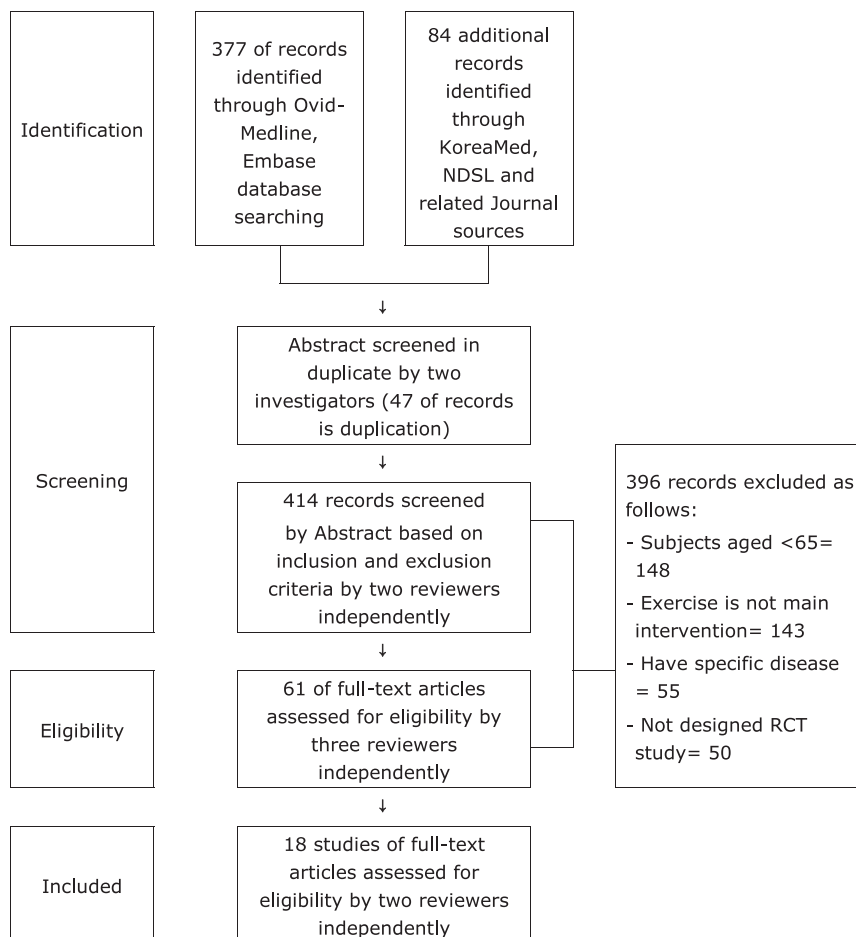 Identification
377 of records
identified
through Ovid-
Medline,
Embase
database
searching
84 additional
records
identified
through
KoreaMed,
NDSL and
related Journal
sources
↓
Screening
Abstract screened in
duplicate by two
investigators (47 of records
is duplication)
↓
414 records screened
by Abstract based on
inclusion and exclusion
criteria by two reviewers
independently
↓
396 records excluded as
follows:
- Subjects aged <65=
148
- Exercise is not main
intervention= 143
- Have specific disease
= 55
- Not designed RCT
study= 50
Eligibility
61 of full-text articles
assessed for eligibility by
three reviewers
independently
↓
Included
18 studies of full-text
articles assessed for
eligibility by two reviewers
independently